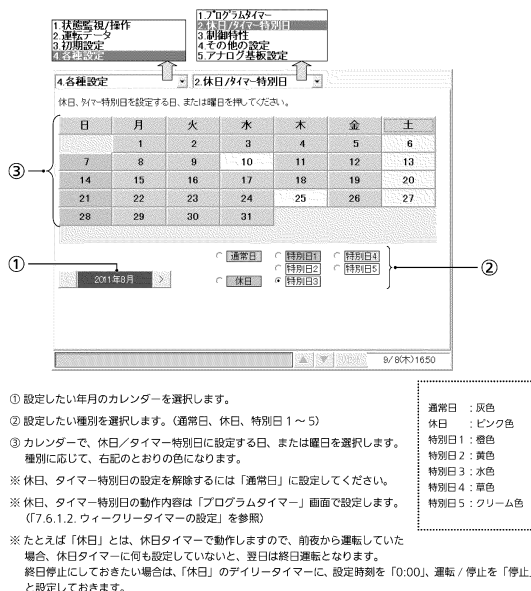 1.状態監視/操作
2.運転データ
3.初期設定
4.各種設定
1.プログラムタイマー
2.休日/タイマー特別日
3.制御特性
4.その他の設定
5.アナログ基板設定
4.各種設定 2.休日/タイマー特別日
休日、タイマー特別日を設定する日、または曜日を押してください。
日 月 火 水 木 金 土
1 2 3 4 5 6
7 8 9 10 11 12 13
14 15 16 17 18 19 20
21 22 23 24 25 26 27
28 29 30 31
③
① ②
通常日 特別日1 特別日4
特別日2 特別日5
< 2011年8月 > 休日 特別日3
9/ 8(木)16:50
① 設定したい年月のカレンダーを選択します。
② 設定したい種別を選択します。(通常日、休日、特別日 1 ~ 5)
③ カレンダーで、休日/タイマー特別日に設定する日、または曜日を選択します。
種別に応じて、右記のとおりの色になります。
※ 休日、タイマー特別日の設定を解除するには「通常日」に設定してください。
※ 休日、タイマー特別日の動作内容は「プログラムタイマー」画面で設定します。
(「7.6.1.2. ウィークリータイマーの設定」を参照)
※ たとえば「休日」とは、休日タイマーで動作しますので、前夜から運転していた
場合、休日タイマーに何も設定していないと、翌日は終日運転となります。
終日停止にしておきたい場合は、「休日」のデイリータイマーに、設定時刻を「0:00」、運転 / 停止を「停止」
と設定しておきます。
通常日 :灰色
休日 :ピンク色
特別日1:橙色
特別日2:黄色
特別日3:水色
特別日4:草色
特別日5:クリーム色